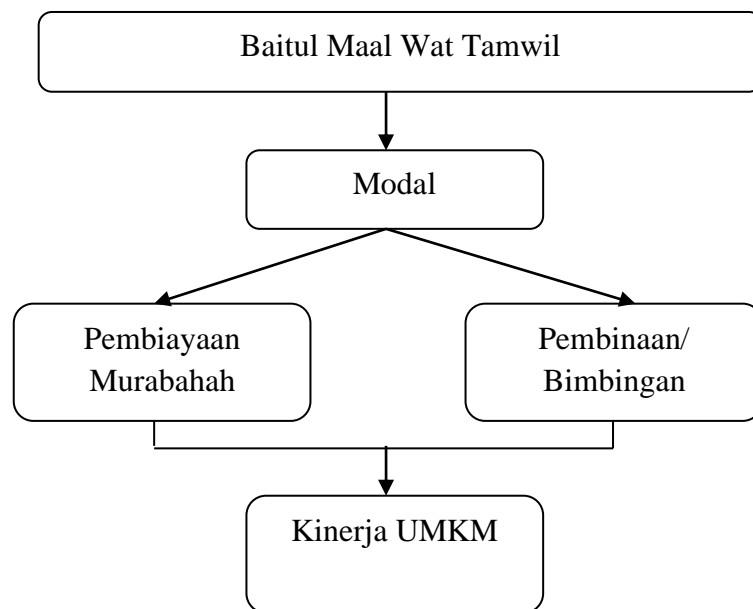 Baitul Maal Wat Tamwil
Modal
Pembiayaan
Murabahah
Pembinaan/
Bimbingan
Kinerja UMKM